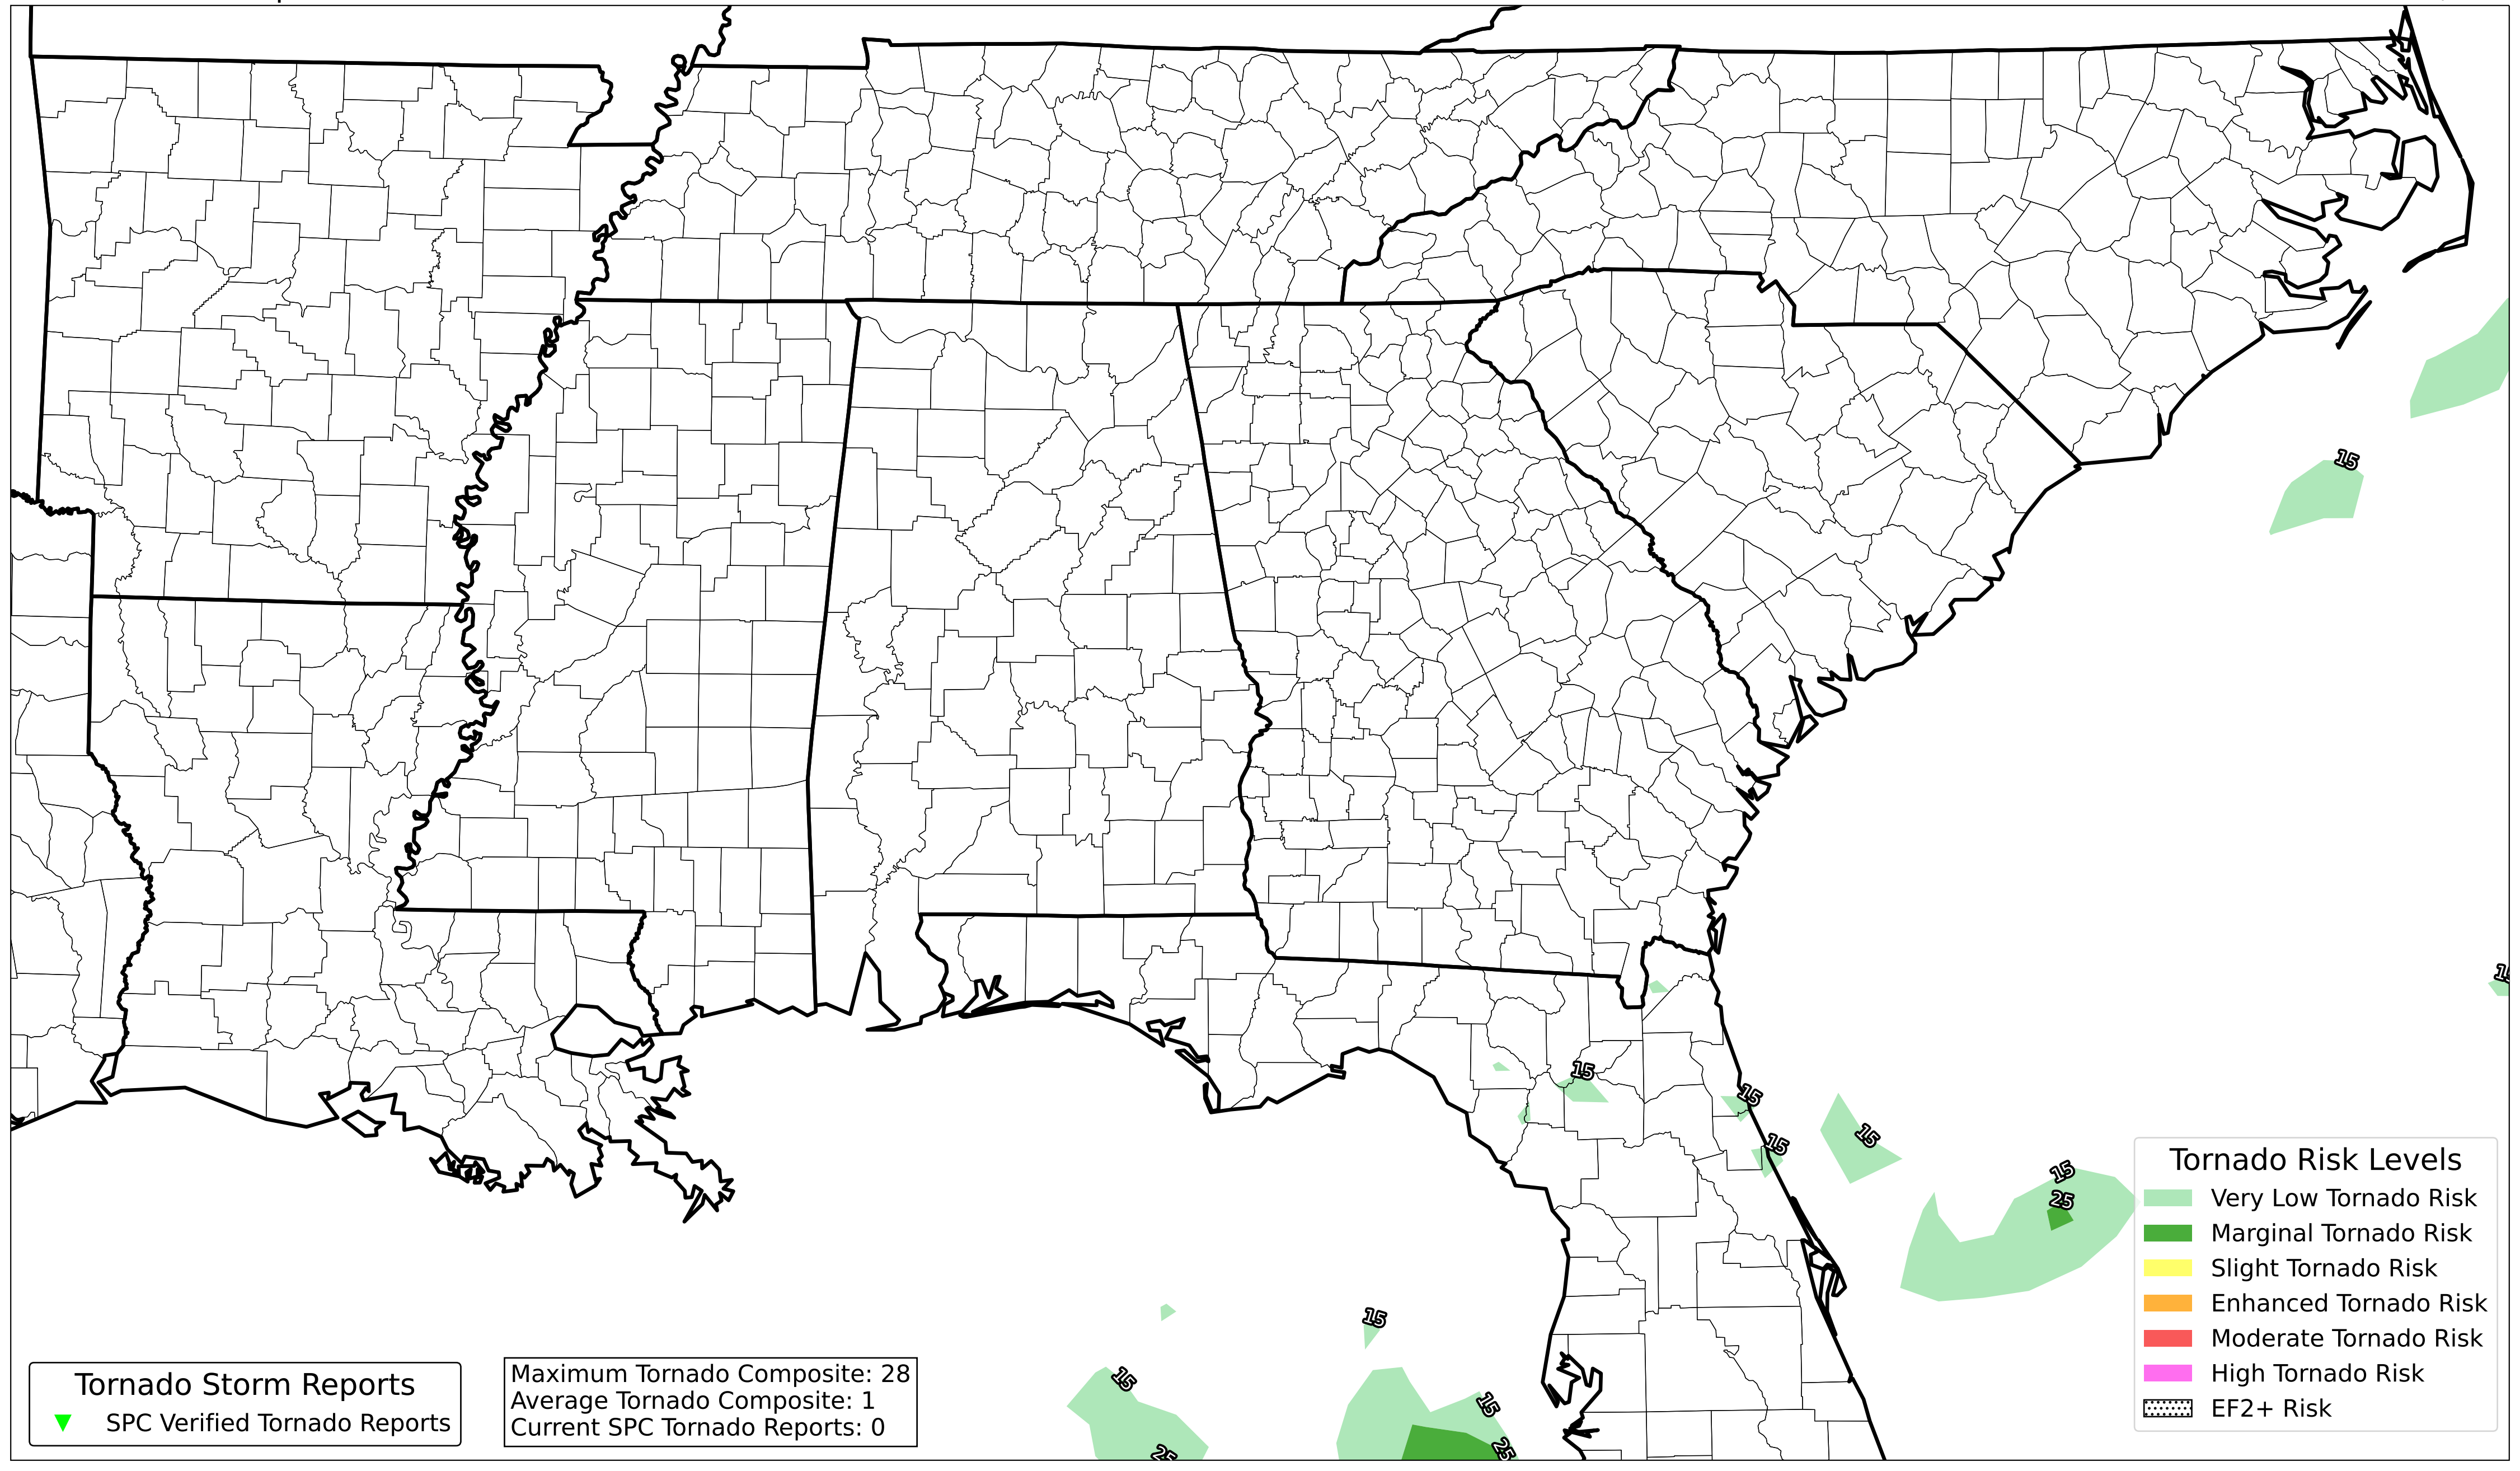 15
15
15
15
15
15
15
25
15
15
15
25
25
Tornado Risk Levels
Very Low Tornado Risk
Marginal Tornado Risk
Slight Tornado Risk
Enhanced Tornado Risk
Moderate Tornado Risk
High Tornado Risk
EF2+ Risk
Tornado Storm Reports
SPC Verified Tornado Reports
Maximum Tornado Composite: 28
Average Tornado Composite: 1
Current SPC Tornado Reports: 0